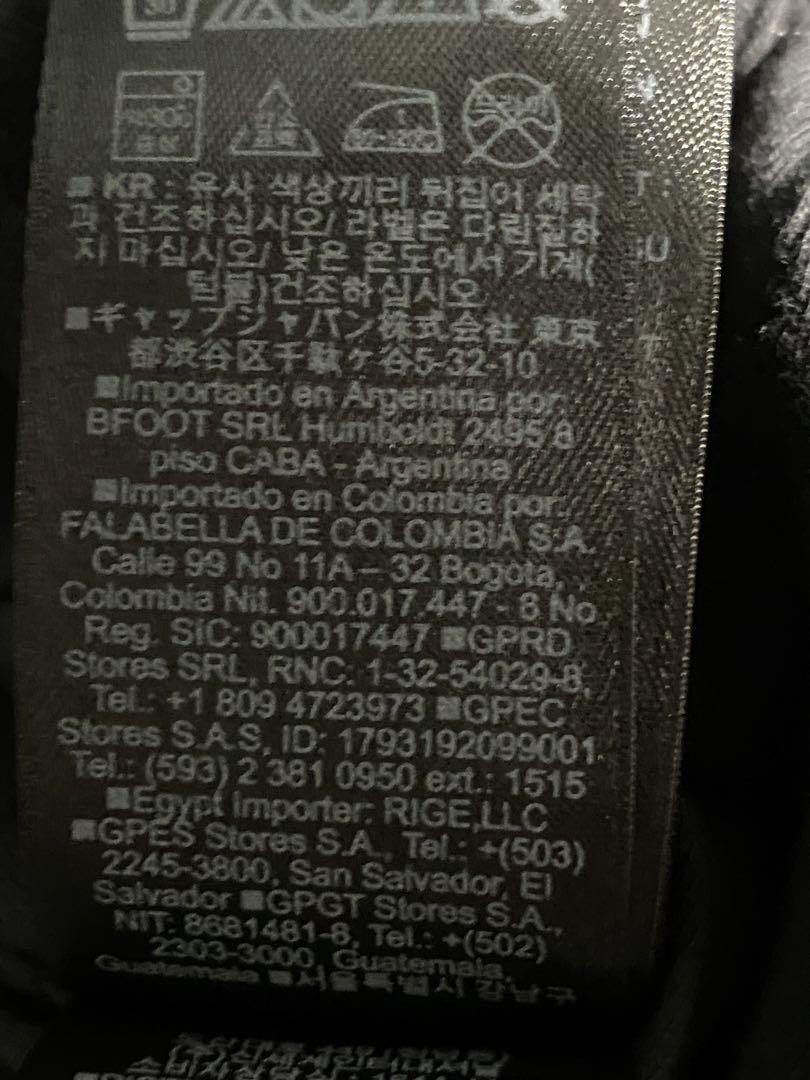 ■ KR : 유사 색상끼리 뒤집어 세탁
과 건조하십시오/ 라벨은 다림질하
지 마십시오/ 낮은 온도에서 기계(
텀블)건조하십시오
■ギャップジャパン株式会社 東京
都渋谷区千駄ヶ谷5-32-10
■Importado en Argentina por:
BFOOT SRL Humboldt 2495 8
piso CABA - Argentina
■Importado en Colombia por:
FALABELLA DE COLOMBIA S.A.
Calle 99 No 11A – 32 Bogota,
Colombia Nit. 900.017.447 - 8 No
Reg. SIC: 900017447 ■GPRD
Stores SRL, RNC: 1-32-54029-8,
Tel.: +1 809 4723973 ■GPEC
Stores S.A.S, ID: 1793192099001
Tel.: (593) 2 381 0950 ext.: 1515
■Egypt Importer: RIGE,LLC
■GPES Stores S.A., Tel.: +(503)
2245-3800, San Salvador, El
Salvador ■GPGT Stores S.A.,
NIT: 8681481-8, Tel.: +(502)
2303-3000, Guatemala,
Guatemala ■서울특별시 강남구